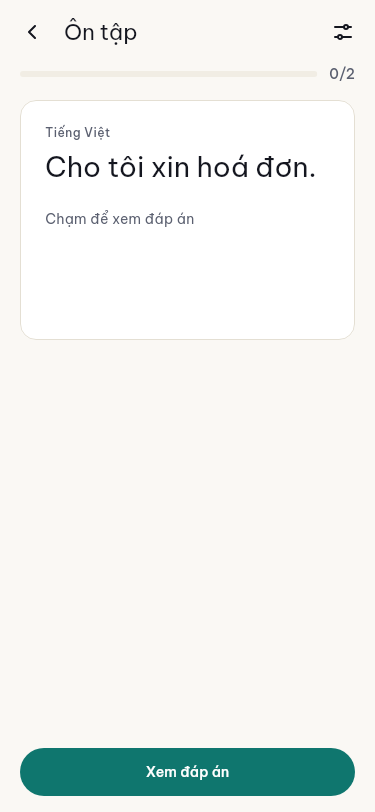 Ôn tập
0/2
Tiếng Việt
Cho tôi xin hoá đơn.
Chạm để xem đáp án
Xem đáp án